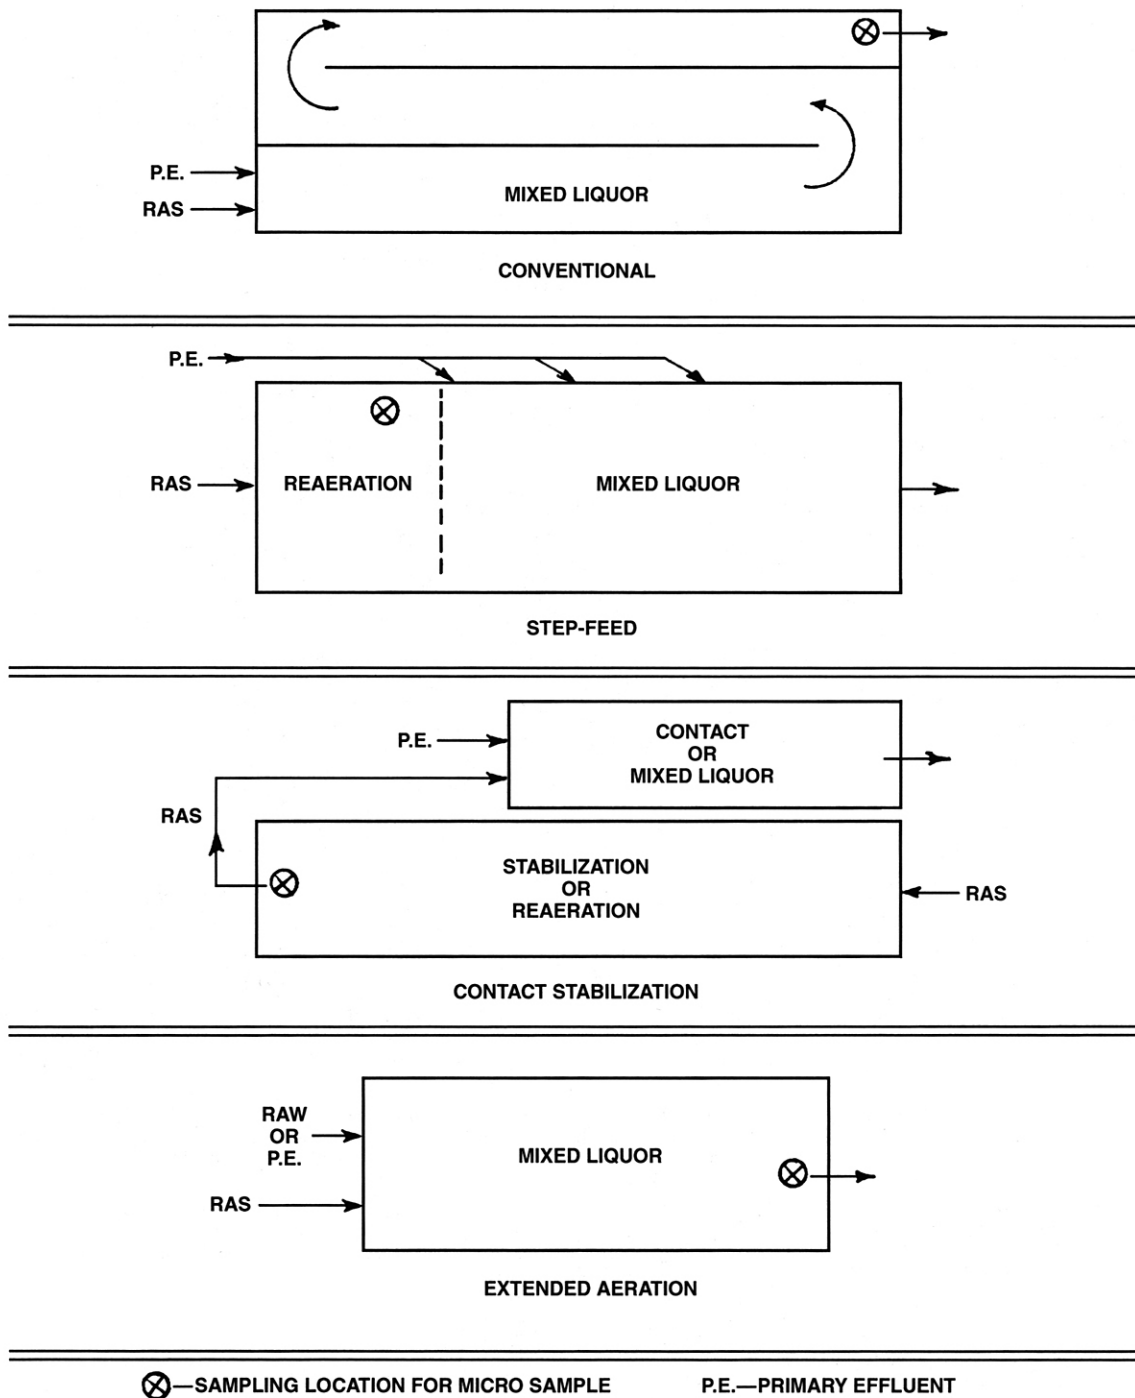 P.E.
RAS
MIXED LIQUOR
CONVENTIONAL
P.E.
RAS
REAERATION
MIXED LIQUOR
STEP-FEED
P.E.
CONTACT
OR
MIXED LIQUOR
RAS
STABILIZATION
OR
REAERATION
RAS
CONTACT STABILIZATION
RAW
OR
P.E.
MIXED LIQUOR
RAS
EXTENDED AERATION
—SAMPLING LOCATION FOR MICRO SAMPLE P.E.—PRIMARY EFFLUENT